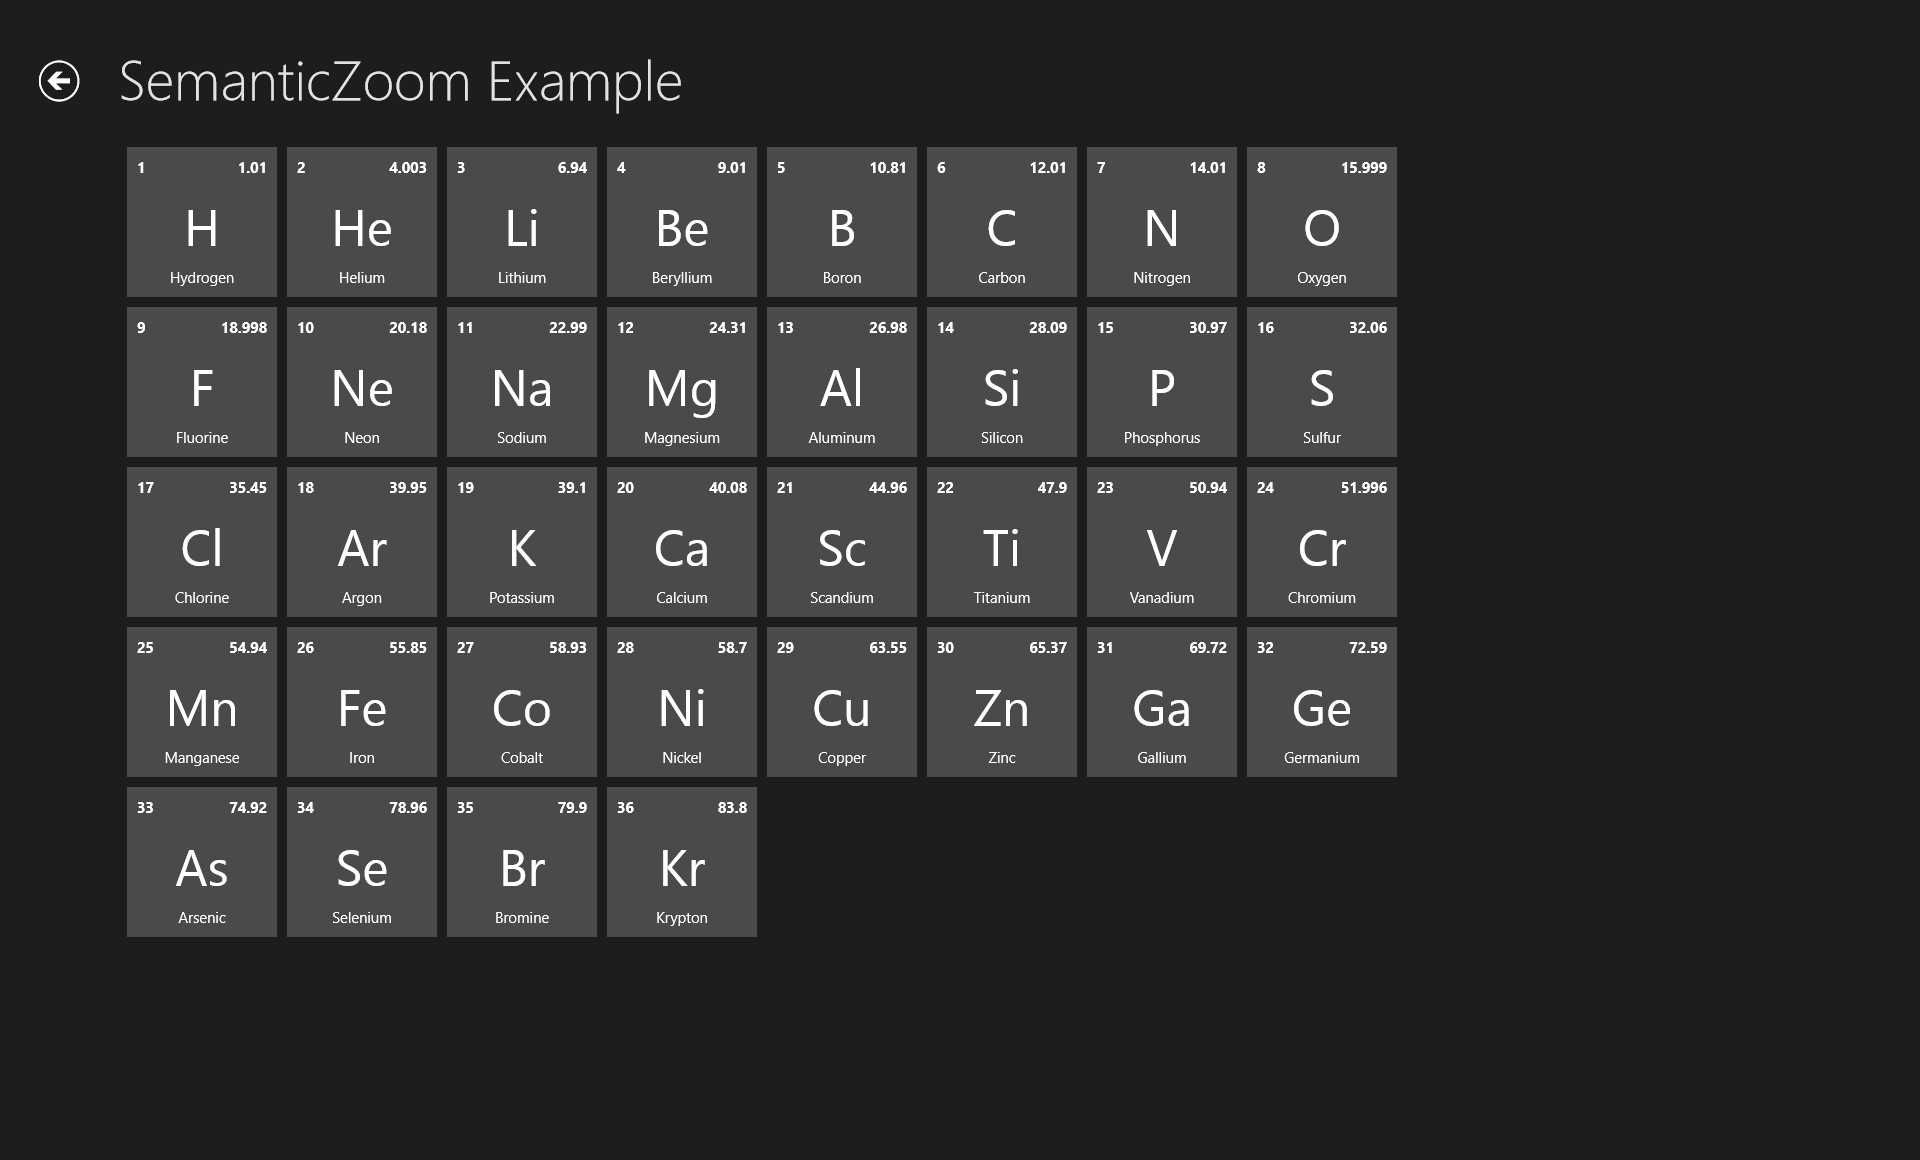 SemanticZoom Example
1 1.01 2 4.003 3 6.94 4 9.01 5 10.81 6 12.01 7 14.01 8 15.999
H He Li Be B C N O
Hydrogen Helium Lithium Beryllium Boron Carbon Nitrogen Oxygen
9 18.998 10 20.18 11 22.99 12 24.31 13 26.98 14 28.09 15 30.97 16 32.06
F Ne Na Mg Al Si P S
Fluorine Neon Sodium Magnesium Aluminum Silicon Phosphorus Sulfur
17 35.45 18 39.95 19 39.1 20 40.08 21 44.96 22 47.9 23 50.94 24 51.996
Cl Ar K Ca Sc Ti V Cr
Chlorine Argon Potassium Calcium Scandium Titanium Vanadium Chromium
25 54.94 26 55.85 27 58.93 28 58.7 29 63.55 30 65.37 31 69.72 32 72.59
Mn Fe Co Ni Cu Zn Ga Ge
Manganese Iron Cobalt Nickel Copper Zinc Gallium Germanium
33 74.92 34 78.96 35 79.9 36 83.8
As Se Br Kr
Arsenic Selenium Bromine Krypton